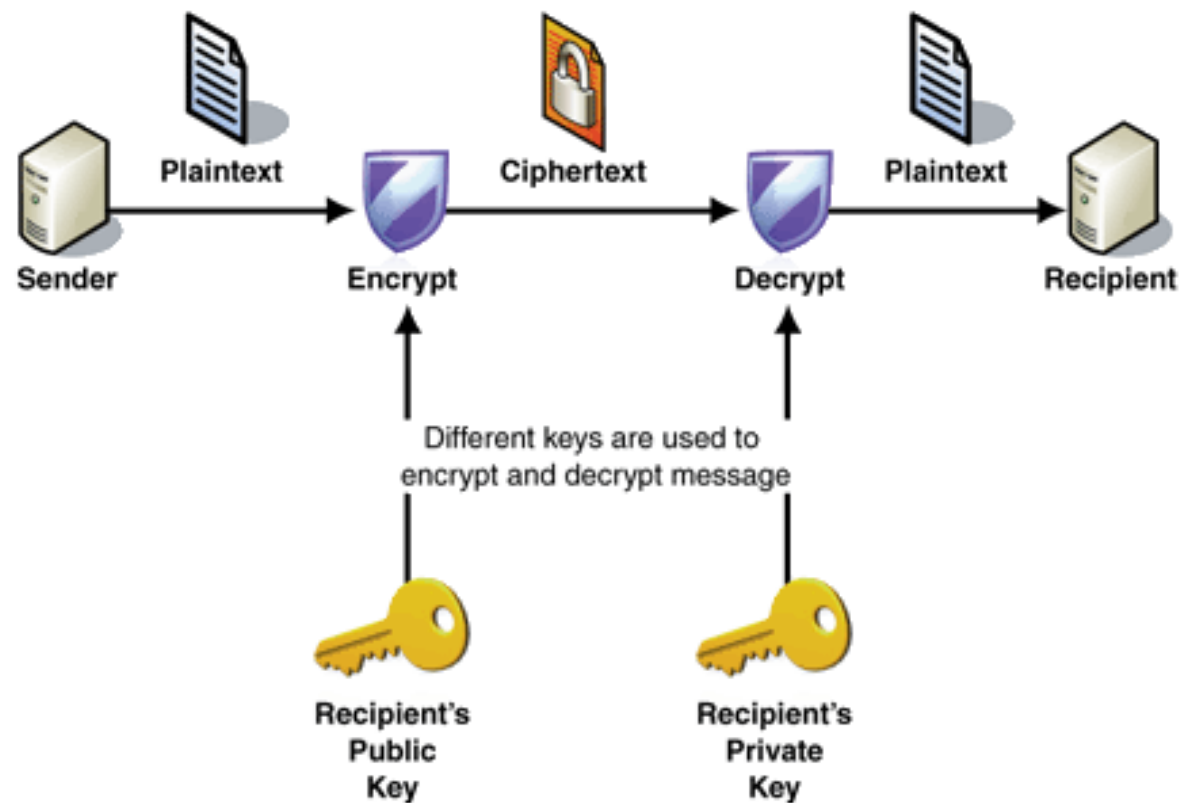 Plaintext
Ciphertext
Plaintext
Sender
Encrypt
Decrypt
Recipient
Different keys are used to
encrypt and decrypt message
Recipient's
Public
Key
Recipient's
Private
Key